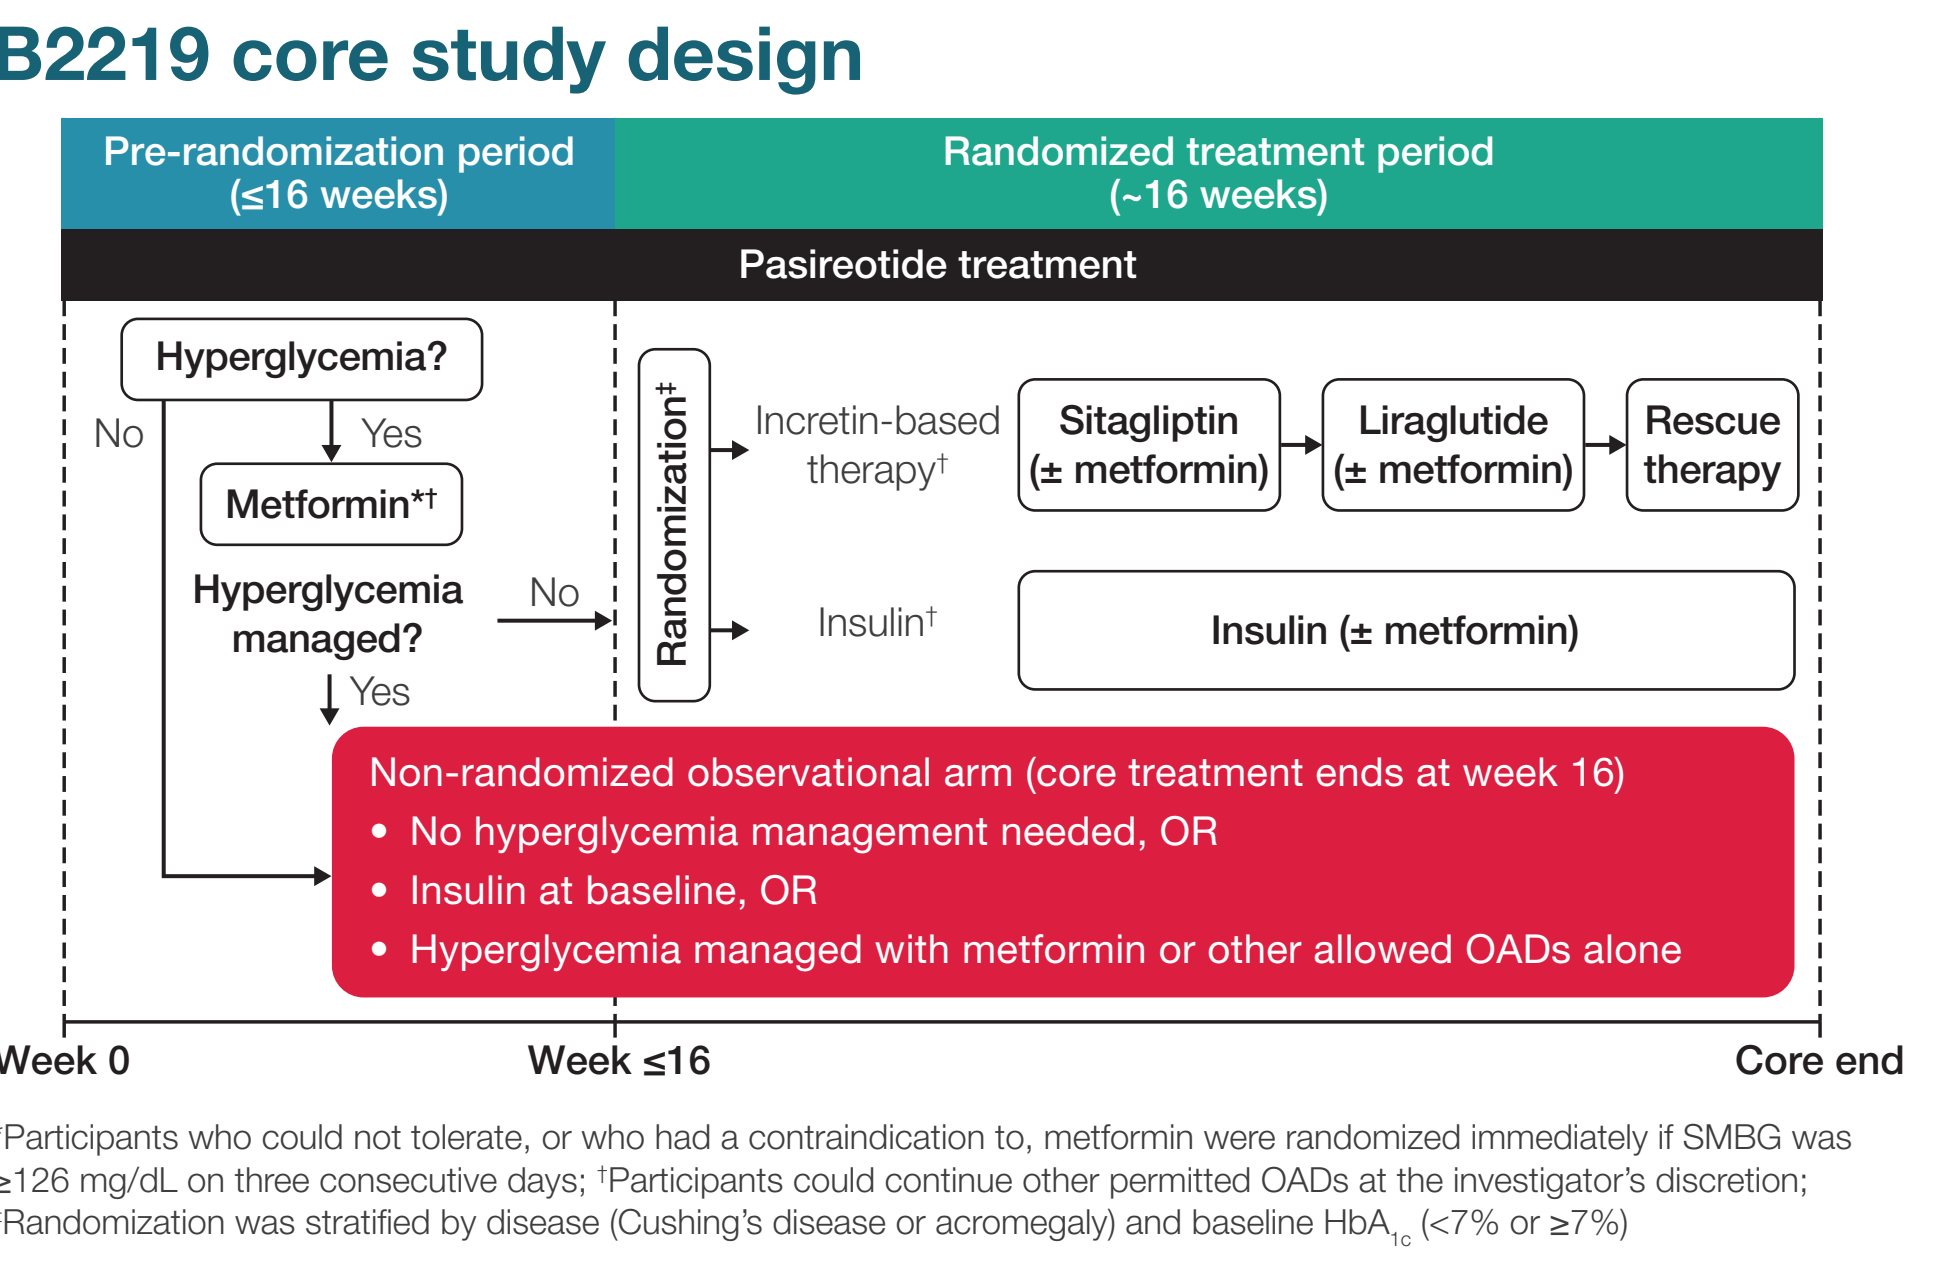 B2219 core study design
Pre-randomization period
(≤16 weeks)
Randomized treatment period
(~16 weeks)
Pasireotide treatment
Hyperglycemia?
No
Yes
Metformin*†
Hyperglycemia
managed?
No
Yes
Randomization‡
Incretin-based
therapy†
Sitagliptin
(± metformin)
Liraglutide
(± metformin)
Rescue
therapy
Insulin†
Insulin (± metformin)
Non-randomized observational arm (core treatment ends at week 16)
• No hyperglycemia management needed, OR
• Insulin at baseline, OR
• Hyperglycemia managed with metformin or other allowed OADs alone
Week 0
Week ≤16
Core end
*Participants who could not tolerate, or who had a contraindication to, metformin were randomized immediately if SMBG was
≥126 mg/dL on three consecutive days; †Participants could continue other permitted OADs at the investigator’s discretion;
‡Randomization was stratified by disease (Cushing’s disease or acromegaly) and baseline HbA1c (<7% or ≥7%)